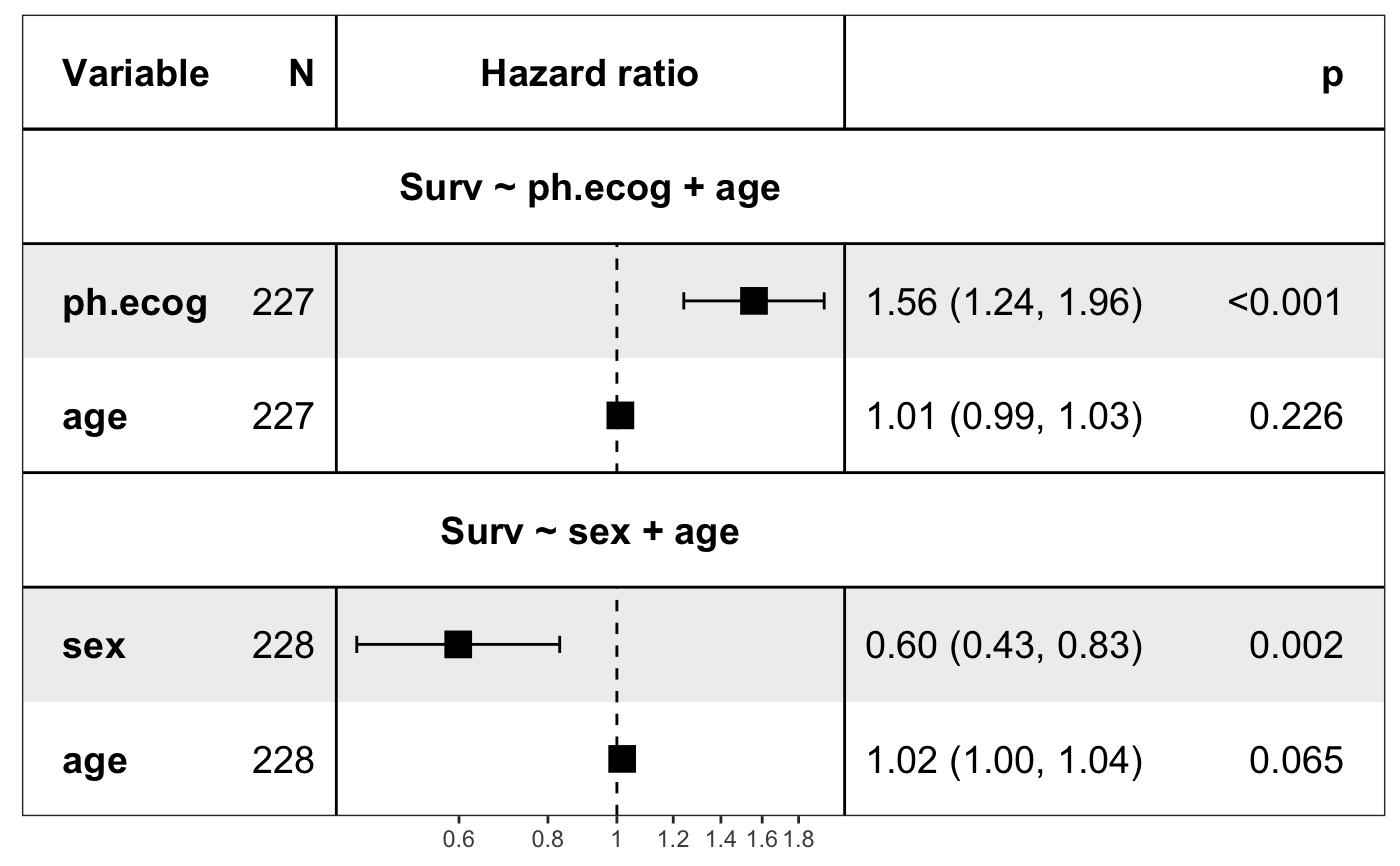 Variable N Hazard ratio p
Surv ~ ph.ecog + age
ph.ecog 227 1.56 (1.24, 1.96) <0.001
age 227 1.01 (0.99, 1.03) 0.226
Surv ~ sex + age
sex 228 0.60 (0.43, 0.83) 0.002
age 228 1.02 (1.00, 1.04) 0.065
0.6 0.8 1 1.2 1.4 1.6 1.8